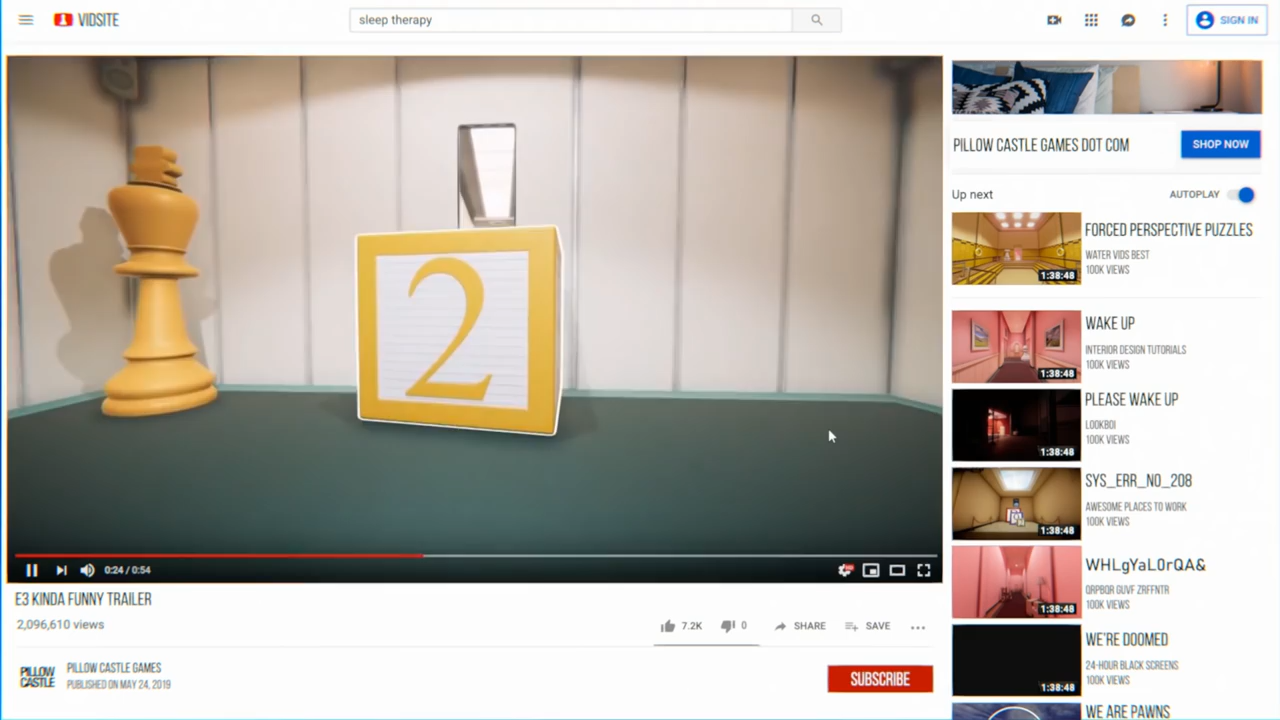 VIDSITE
sleep therapy
SIGN IN
2
0:24 / 0:54
E3 KINDA FUNNY TRAILER
2,096,610 views
7.2K
0
SHARE
SAVE
PILLOW CASTLE
PILLOW CASTLE GAMES
PUBLISHED ON MAY 24, 2019
SUBSCRIBE
PILLOW CASTLE GAMES DOT COM
SHOP NOW
Up next
AUTOPLAY
FORCED PERSPECTIVE PUZZLES
WATER VIDS BEST
100K VIEWS
1:38:48
WAKE UP
INTERIOR DESIGN TUTORIALS
100K VIEWS
1:38:48
PLEASE WAKE UP
LOOKBOI
100K VIEWS
1:38:48
SYS_ERR_NO_208
AWESOME PLACES TO WORK
100K VIEWS
1:38:48
WHLgYaL0rQA&
QRPBQR GUVF ZRFFNTR
100K VIEWS
1:38:48
WE'RE DOOMED
24-HOUR BLACK SCREENS
100K VIEWS
1:38:48
WE ARE PAWNS